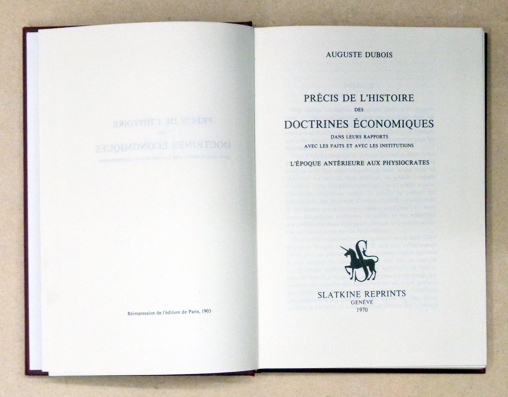 Réimpression de l'édition de Paris, 1903
AUGUSTE DUBOIS
PRÉCIS DE L'HISTOIRE
DES
DOCTRINES ÉCONOMIQUES
DANS LEURS RAPPORTS
AVEC LES FAITS ET AVEC LES INSTITUTIONS
L'ÉPOQUE ANTÉRIEURE AUX PHYSIOCRATES
SLATKINE REPRINTS
GENÈVE
1970